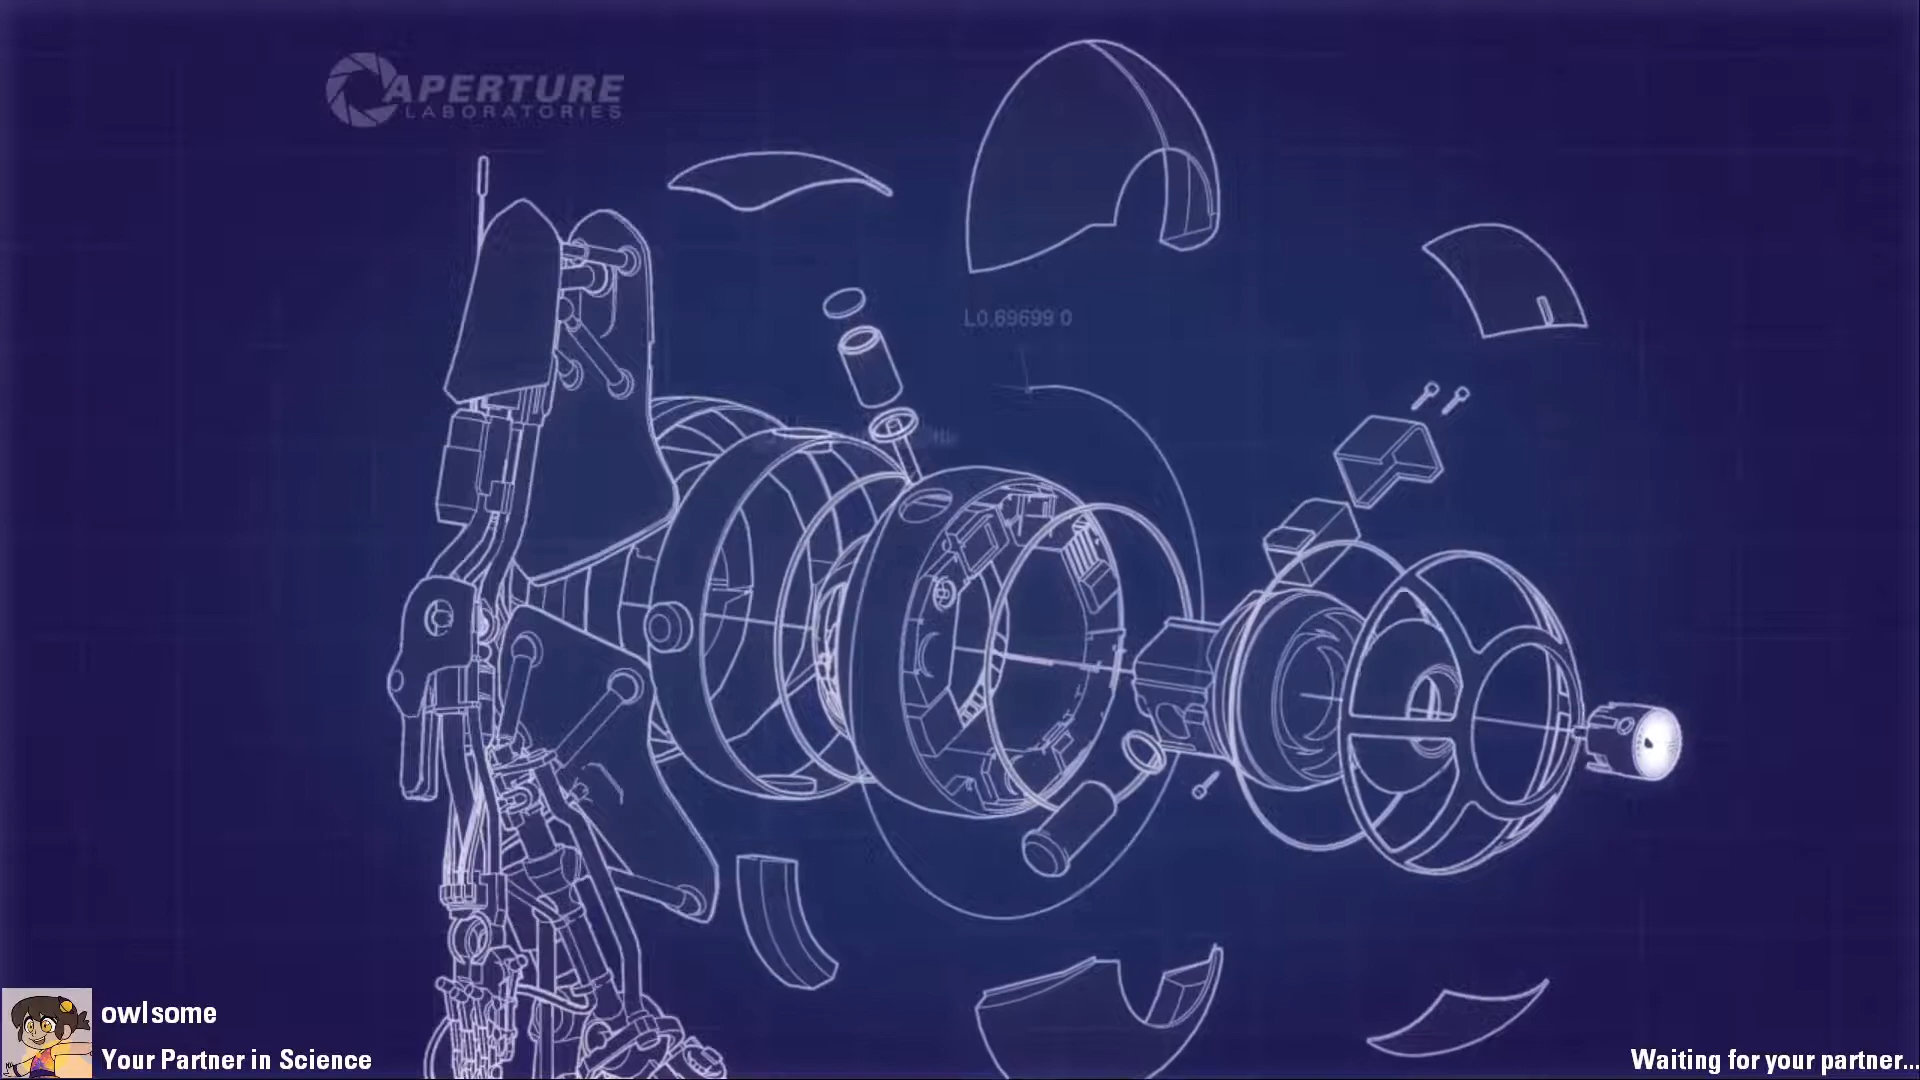 APERTURE
LABORATORIES
L0.69699 0
owlsome
Your Partner in Science
Waiting for your partner...